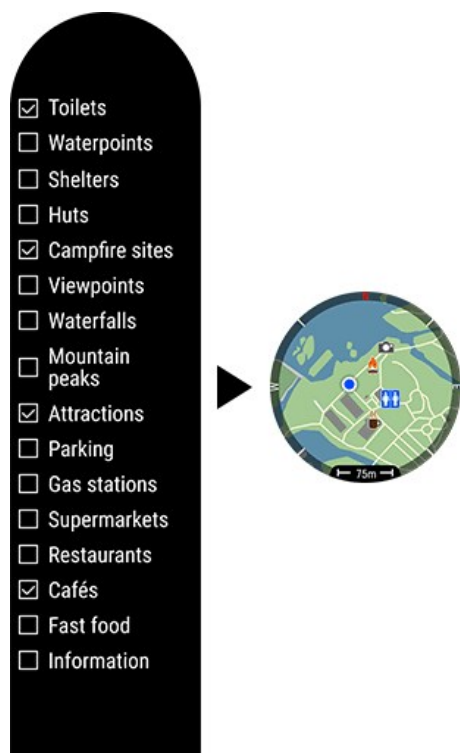 Toilets
Waterpoints
Shelters
Huts
Campfire sites
Viewpoints
Waterfalls
Mountain
peaks
Attractions
Parking
Gas stations
Supermarkets
Restaurants
Cafés
Fast food
Information
N
W
E
75m